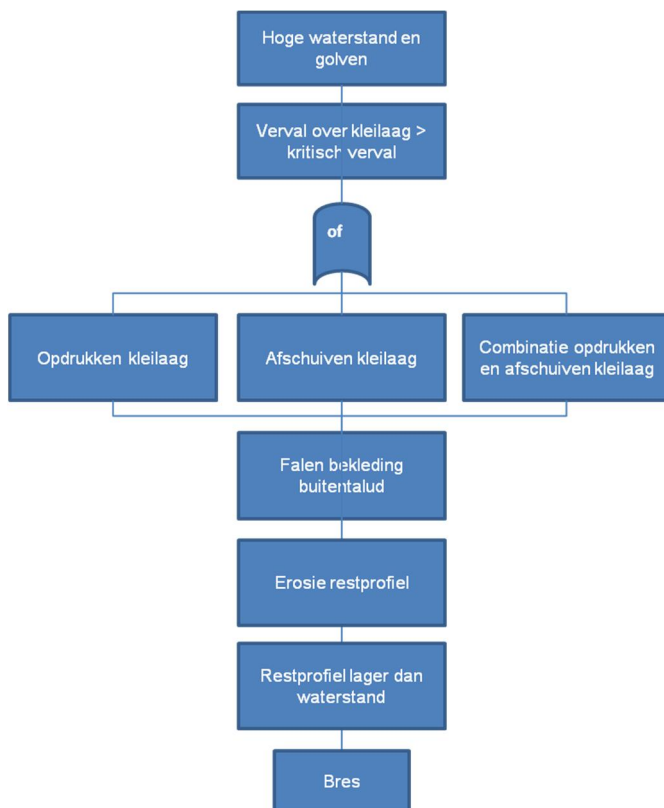 Hoge waterstand en
golven
Verval over kleilaag >
kritisch verval
of
Opdrukken kleilaag
Afschuiven kleilaag
Combinatie opdrukken
en afschuiven kleilaag
Falen bekleding
buitentalud
Erosie restprofiel
Restprofiel lager dan
waterstand
Bres